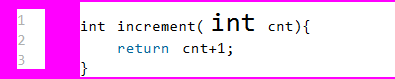 1 int increment( int cnt){
2     return cnt+1;
3 }